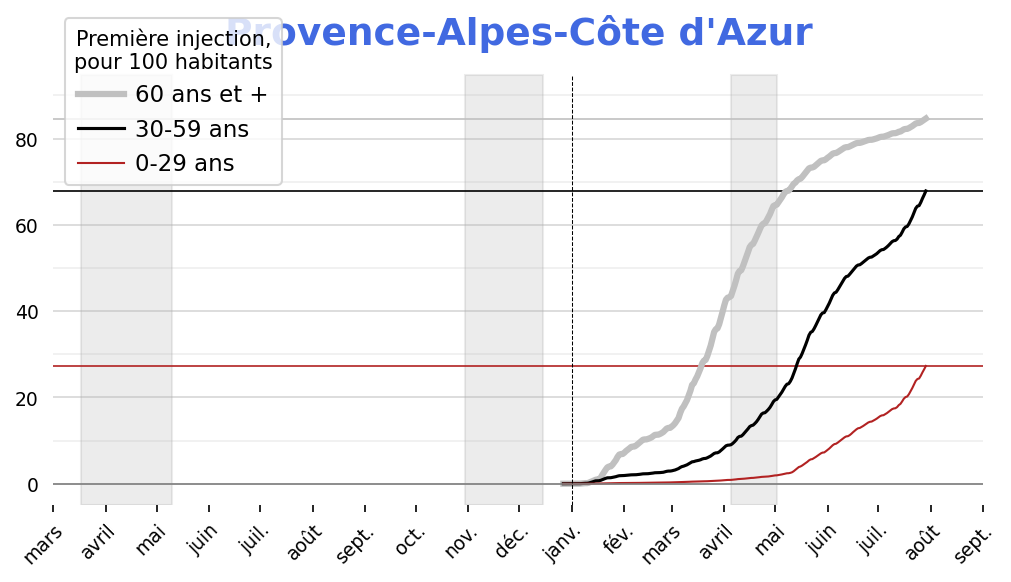 Provence-Alpes-Côte d'Azur
Première injection,
pour 100 habitants
60 ans et +
30-59 ans
0-29 ans
80
60
40
20
0
mars avril mai juin juil. août sept. oct. nov. déc. janv. fév. mars avril mai juin juil. août sept.